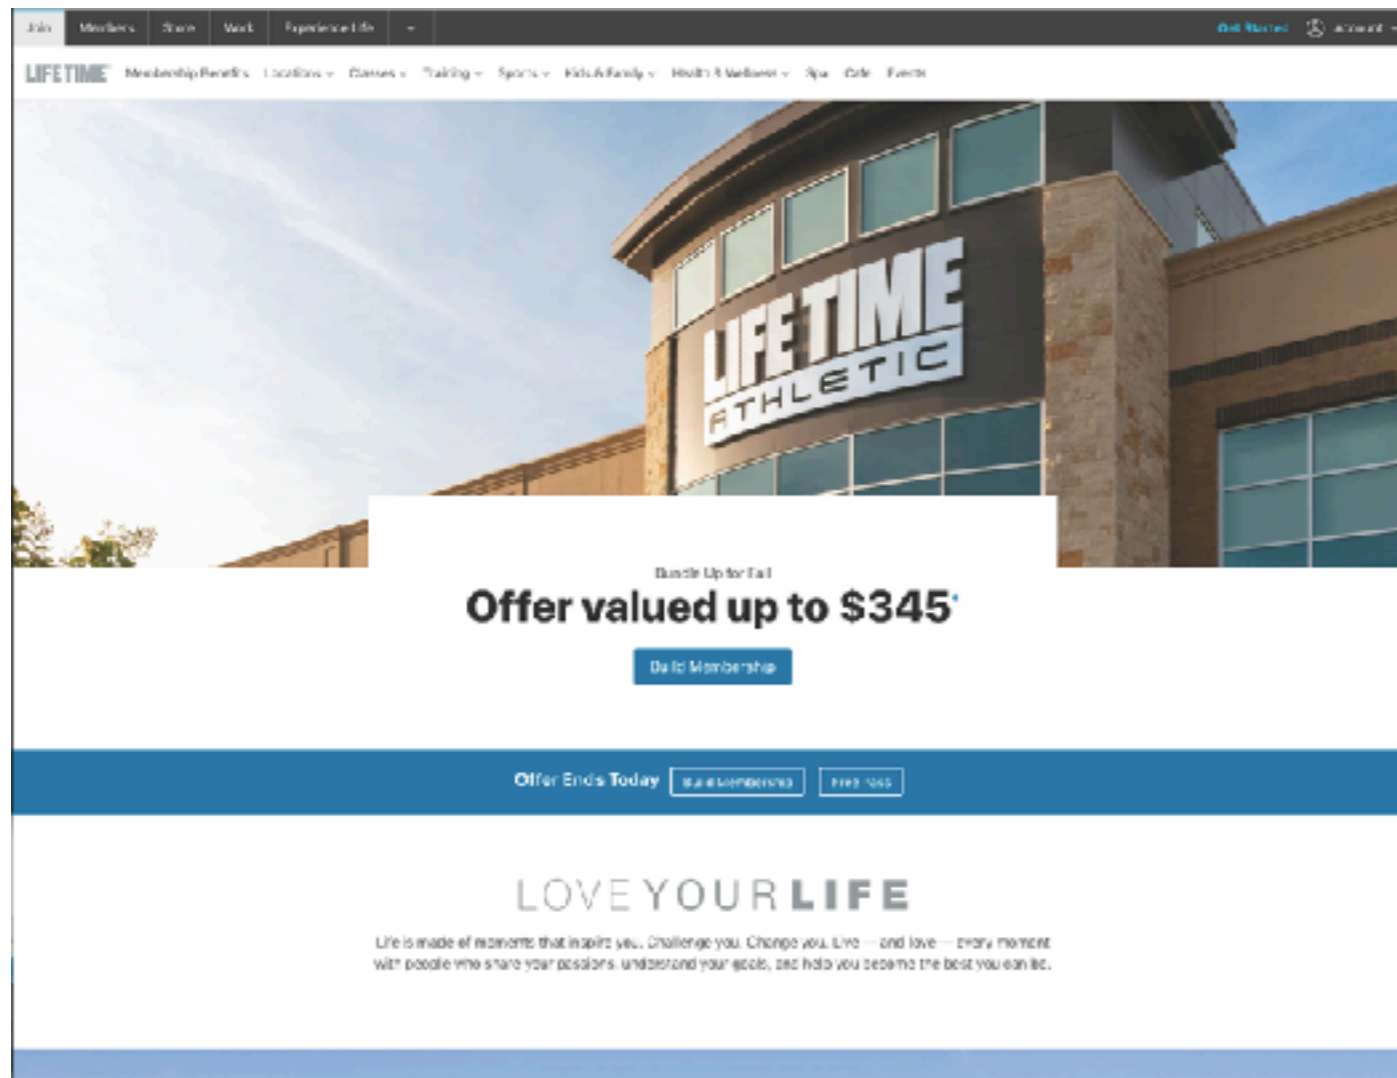 Join Members Store Work Experience Life
Get Started Account
LIFE TIME Membership Benefits Locations Classes Training Sports Kids & Family Health & Wellness Spa Cafe Events
LIFE TIME
ATHLETIC
Bundle Up for Fall
Offer valued up to $345*
Build Membership
Offer Ends Today Build Membership Free Pass
LOVE YOUR LIFE
Life is made of moments that inspire you. Challenge you. Change you. Live — and love — every moment
with people who share your passions, understand your goals, and help you become the best you can be.